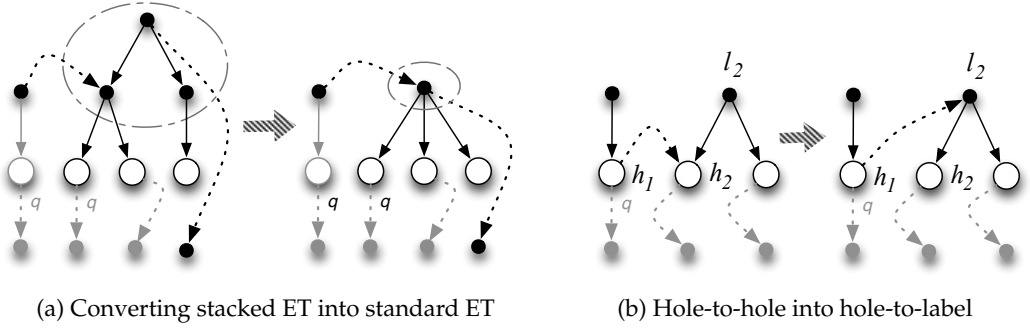 q
q
q
q
l2
h1
h2
q
l2
h1
h2
q
(a) Converting stacked ET into standard ET
(b) Hole-to-hole into hole-to-label